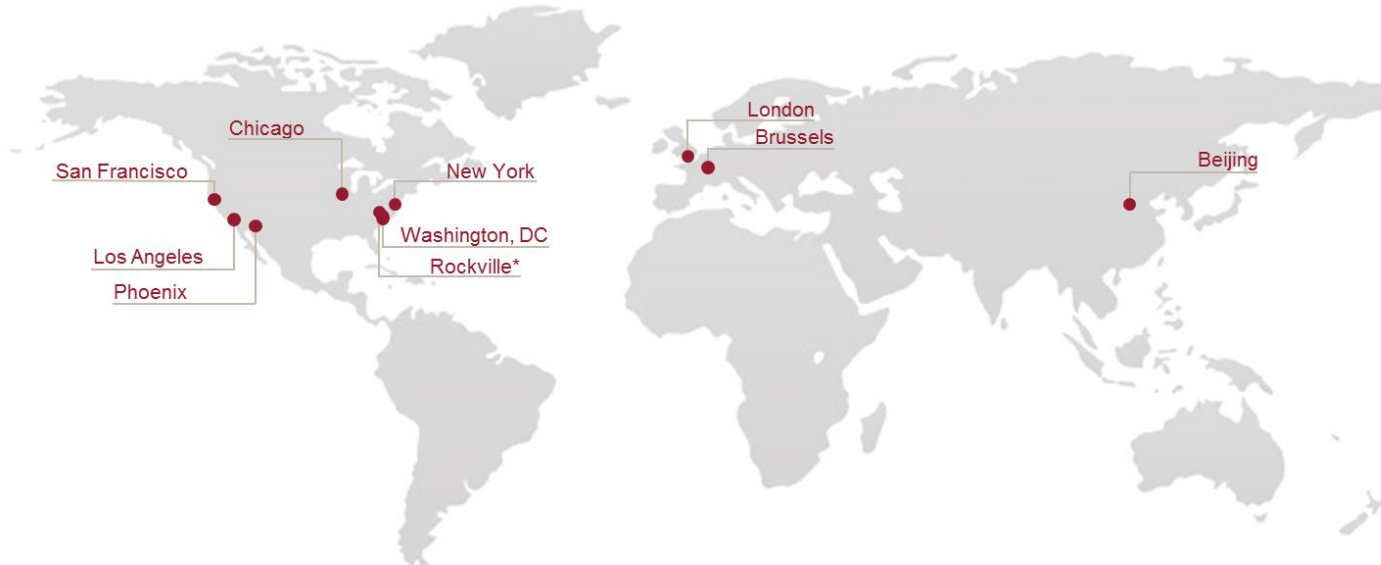 London
Chicago
Brussels
Beijing
San Francisco
New York
Washington, DC
Los Angeles
Rockville*
Phoenix